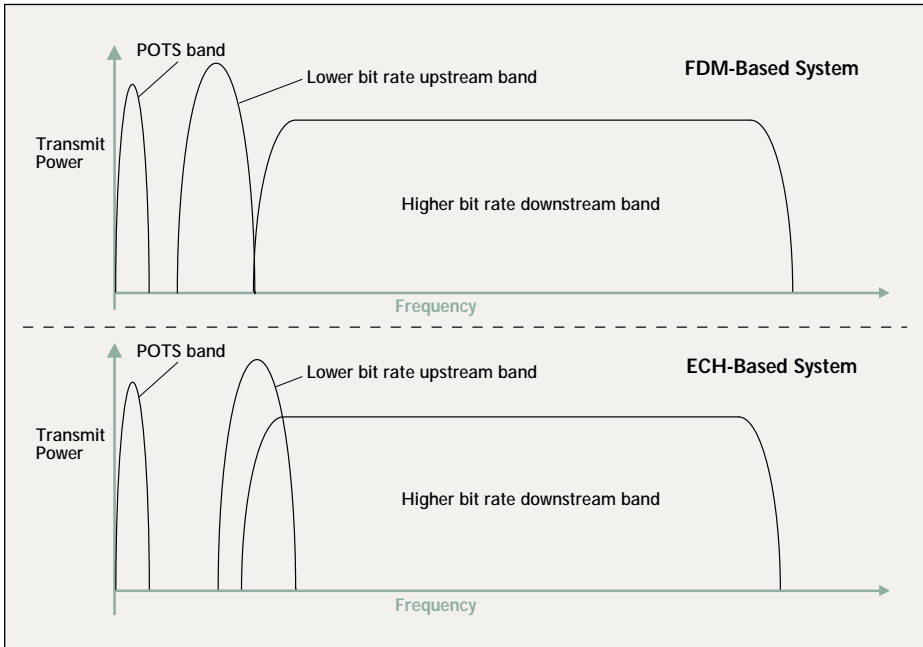 POTS band
Lower bit rate upstream band
FDM-Based System
Transmit
Power
Higher bit rate downstream band
Frequency
POTS band
Lower bit rate upstream band
ECH-Based System
Transmit
Power
Higher bit rate downstream band
Frequency